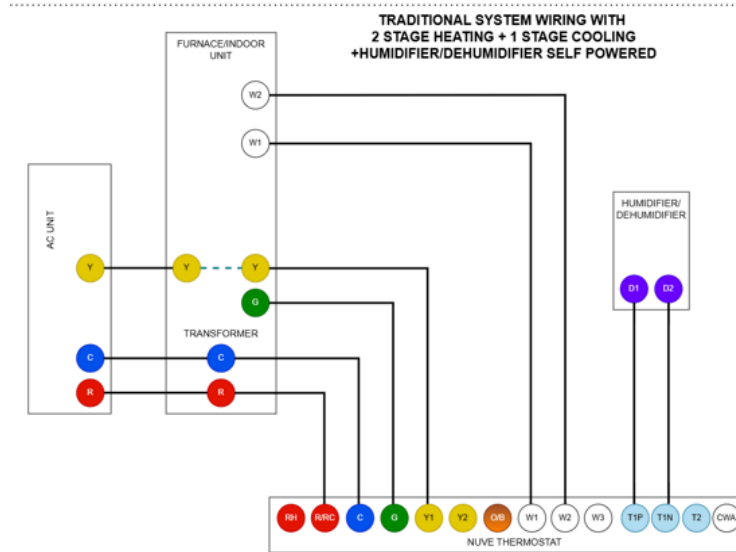 TRADITIONAL SYSTEM WIRING WITH
2 STAGE HEATING + 1 STAGE COOLING
+HUMIDIFIER/DEHUMIDIFIER SELF POWERED
FURNACE/INDOOR
UNIT
W2
W1
AC UNIT
HUMIDIFIER/
DEHUMIDIFIER
Y
Y
Y
D1
D2
G
TRANSFORMER
C
C
R
R
RH
R/RC
C
G
Y1
Y2
O/B
W1
W2
W3
T1P
T1N
T2
CWA
NUVE THERMOSTAT